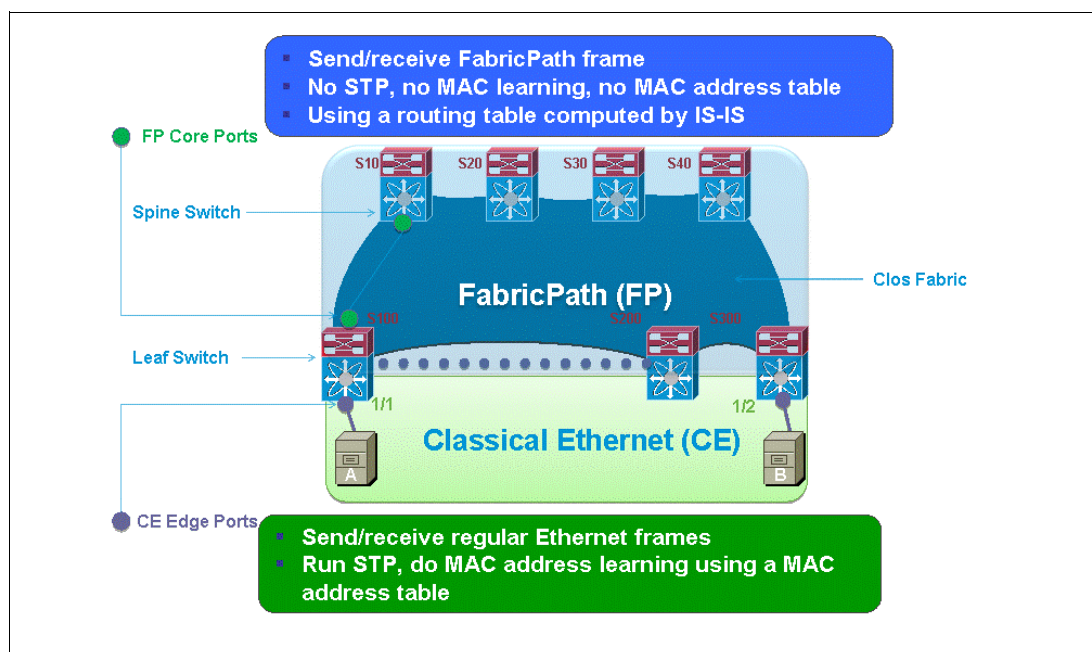 Send/receive FabricPath frame
No STP, no MAC learning, no MAC address table
Using a routing table computed by IS-IS
FP Core Ports
S10 S20 S30 S40
Spine Switch
FabricPath (FP)
Clos Fabric
S100 S200 S300
Leaf Switch
1/1 1/2
Classical Ethernet (CE)
A B
CE Edge Ports
Send/receive regular Ethernet frames
Run STP, do MAC address learning using a MAC
address table